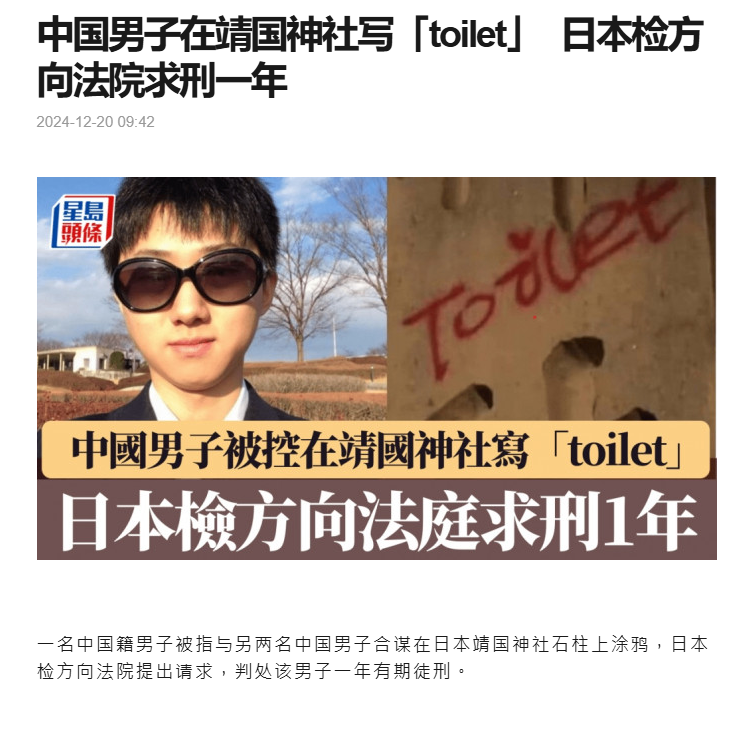 中国男子在靖国神社写「toilet」 日本检方
向法院求刑一年
2024-12-20 09:42
星島
頭條
Toilet
中國男子被控在靖國神社寫「toilet」
日本檢方向法庭求刑1年
一名中国籍男子被指与另两名中国男子合谋在日本靖国神社石柱上涂鸦，日本
检方向法院提出请求，判处该男子一年有期徒刑。